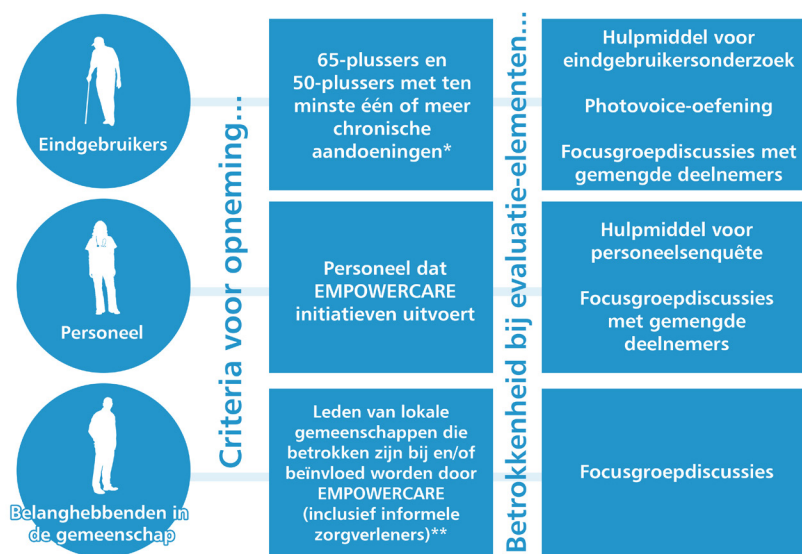 Eindgebruikers
Criteria voor opneming...
65-plussers en
50-plussers met ten
minste één of meer
chronische
aandoeningen*
Betrokkenheid bij evaluatie-elementen...
Hulpmiddel voor
eindgebruikersonderzoek
Photovoice-oefening
Focusgroepdiscussies met
gemengde deelnemers
Personeel
Personeel dat
EMPOWERCARE
initiatieven uitvoert
Hulpmiddel voor
personeelsenquête
Focusgroepdiscussies
met gemengde
deelnemers
Belanghebbenden in
de gemeenschap
Leden van lokale
gemeenschappen die
betrokken zijn bij en/of
beïnvloed worden door
EMPOWERCARE
(inclusief informele
zorgverleners)**
Focusgroepdiscussies